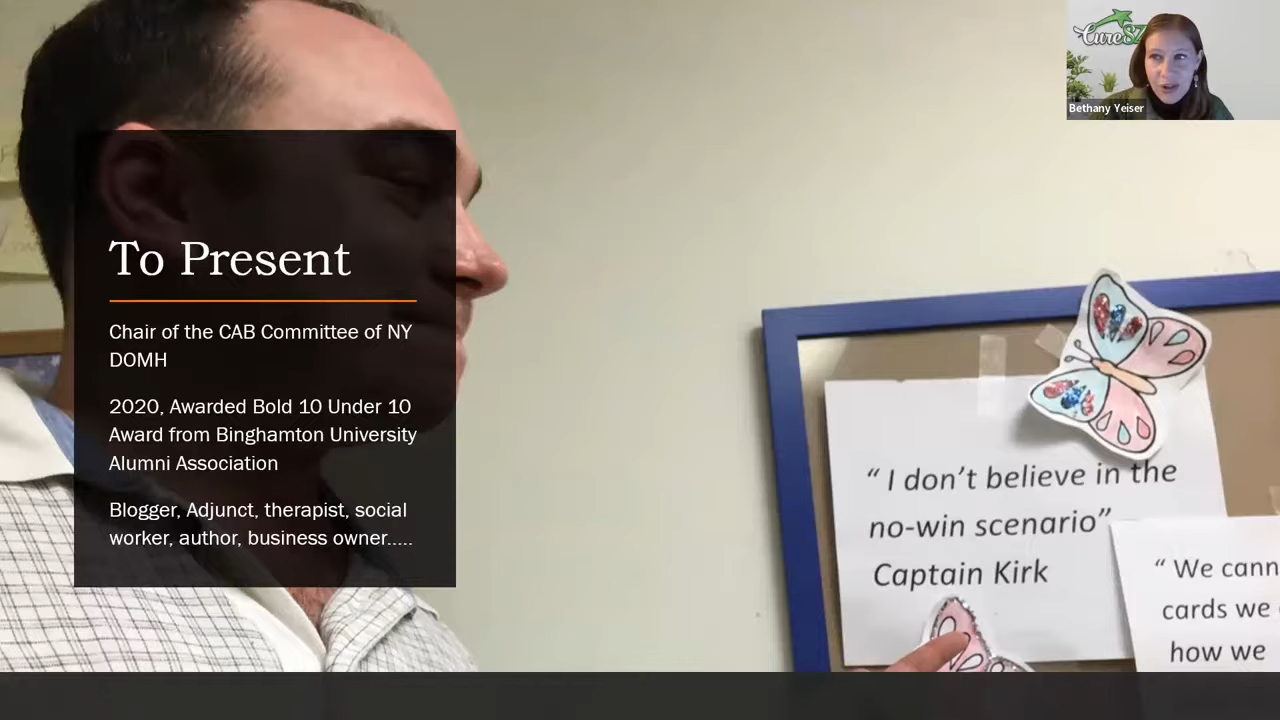 To Present
Chair of the CAB Committee of NY
DOMH
2020, Awarded Bold 10 Under 10
Award from Binghamton University
Alumni Association
Blogger, Adjunct, therapist, social
worker, author, business owner.....
CureSZ
Bethany Yeiser
“ I don’t believe in the
no-win scenario”
Captain Kirk
“ We
cards we
how we